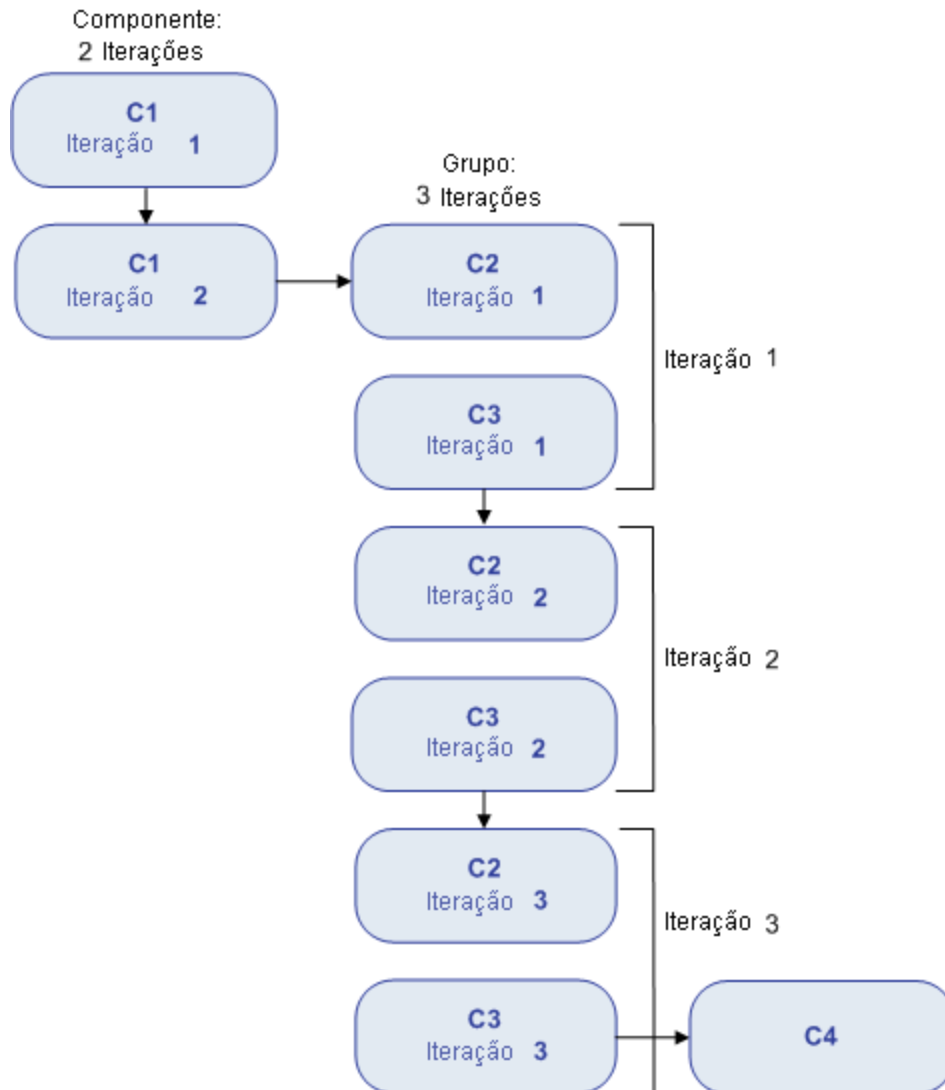 Componente:
2 Iterações
C1
Iteração 1
Grupo:
3 Iterações
C1
Iteração 2
C2
Iteração 1
Iteração 1
C3
Iteração 1
C2
Iteração 2
Iteração 2
C3
Iteração 2
C2
Iteração 3
Iteração 3
C3
Iteração 3
C4